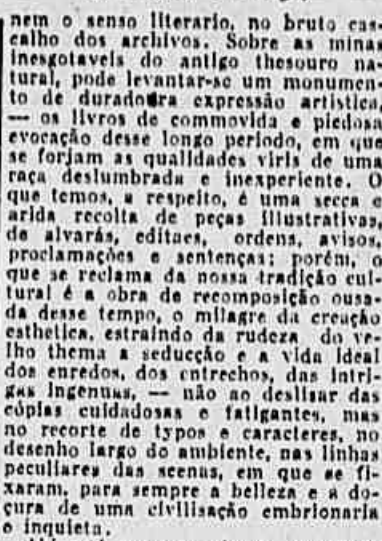 nem o senso literario, no bruto cas-
calho dos archivos. Sobre as minas
inesgotaveis do antigo thesouro na-
tural, póde levantar-se um monumen-
to de duradoura expressão artistica,
— os livros de commovida e piedosa
evocação desse longo periodo, em que
se forjam as qualidades viris de uma
raça deslumbrada e inexperiente. O
que temos, a respeito, é uma secca e
arida recolta de peças illustrativas,
de alvarás, editaes, ordens, avisos,
proclamações e sentenças; porém, o
que se reclama da nossa tradição cul-
tural é a obra de recomposição ousa-
da desse tempo, o milagre da creação
esthetica, estraindo da rudeza do ve-
lho thema a seducção e a vida ideal
dos enredos, dos entrechos, das intri-
gas ingenuas, — não ao deslisar das
cópias cuidadosas e fatigantes, mas
no recorte de typos e caracteres, no
desenho largo do ambiente, nas linhas
peculiares das scenas, em que se fi-
xaram, para sempre a belleza e a do-
çura de uma civilisação embrionaria
e inquieta.